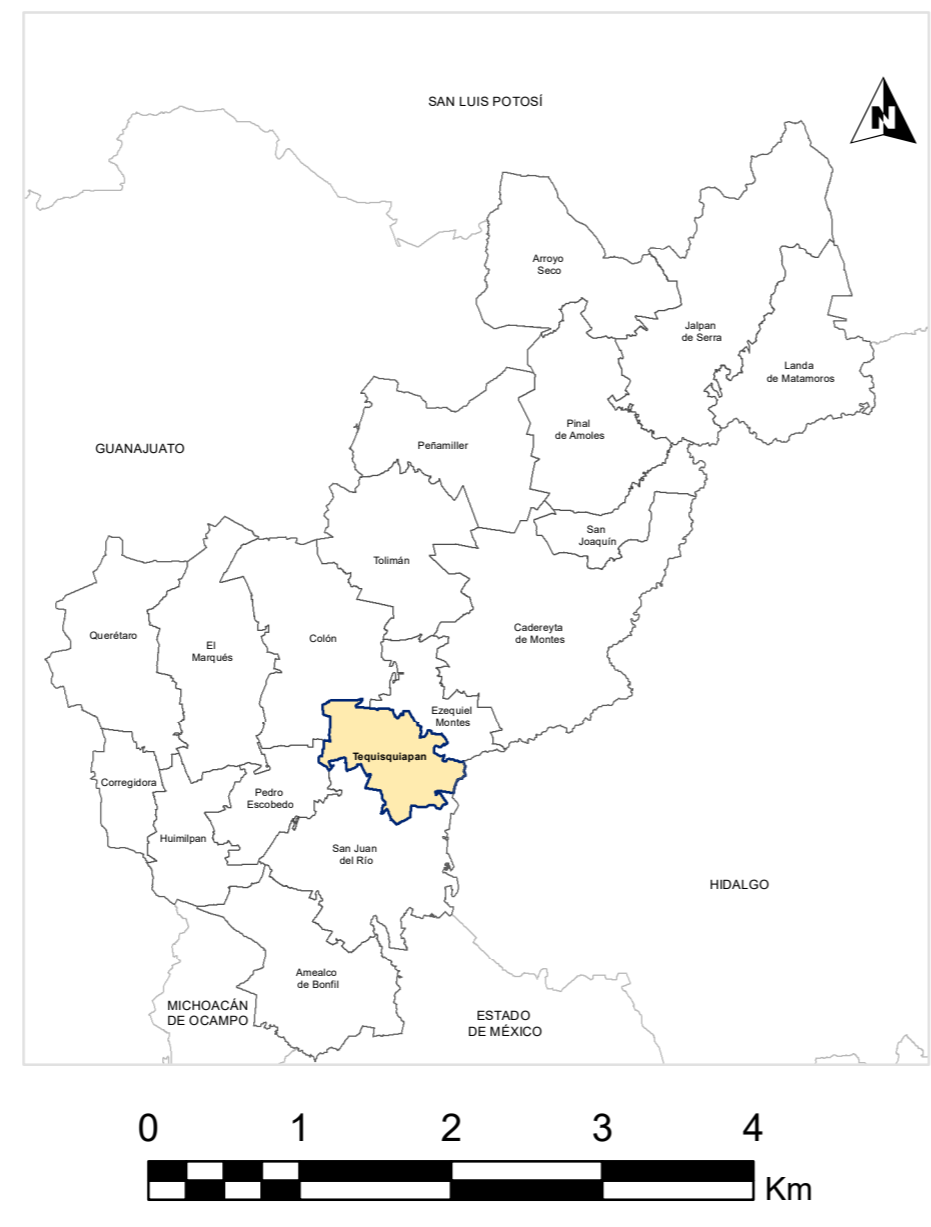 SAN LUIS POTOSÍ
N
Arroyo
Seco
Jalpan
de Serra
Landa
de Matamoros
Pinal
de Amoles
Peñamiller
GUANAJUATO
San
Joaquín
Tolimán
Cadereyta
de Montes
Querétaro
El
Marqués
Colón
Ezequiel
Montes
Tequisquiapan
Corregidora
Pedro
Escobedo
Huimilpan
San Juan
del Río
HIDALGO
Amealco
de Bonfil
MICHOACÁN
DE OCAMPO
ESTADO
DE MÉXICO
0 1 2 3 4
Km